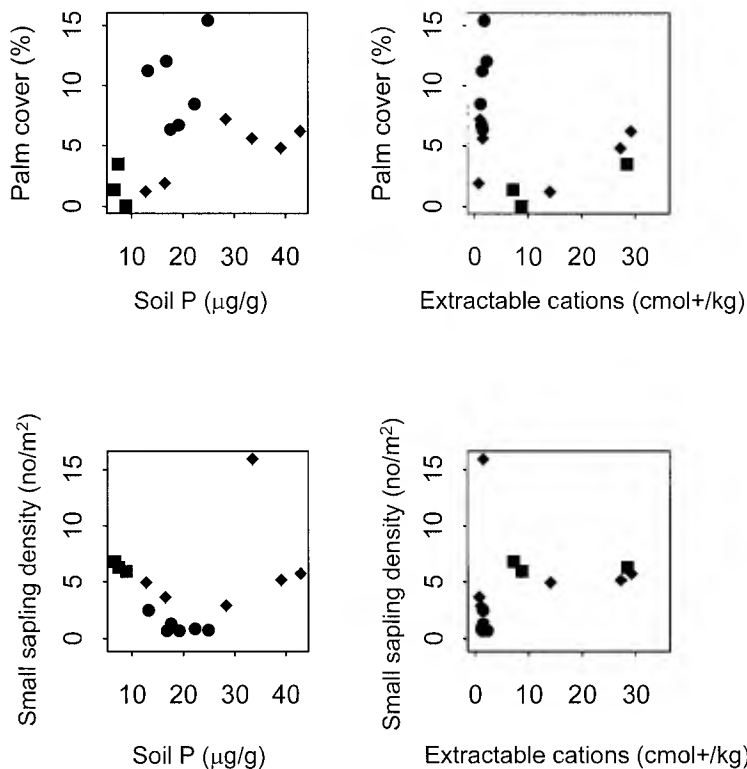 Palm cover (%)
15
10
5
0
10 20 30 40
Soil P (μg/g)
Palm cover (%)
15
10
5
0
0 10 20 30
Extractable cations (cmol+/kg)
Small sapling density (no/m²)
15
10
5
0
10 20 30 40
Soil P (μg/g)
Small sapling density (no/m²)
15
10
5
0
0 10 20 30
Extractable cations (cmol+/kg)